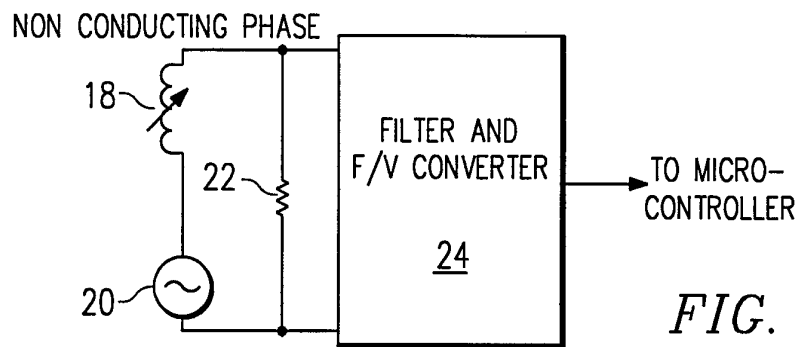 NON CONDUCTING PHASE
18
22
20
FILTER AND
F/V CONVERTER
24
TO MICRO-
CONTROLLER
FIG.